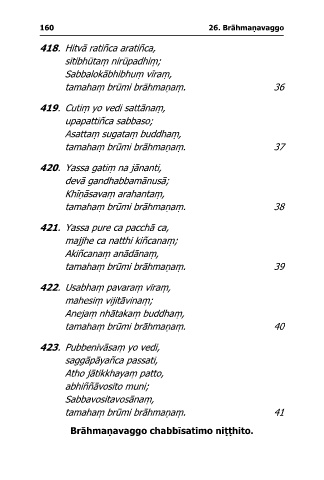 160 26. Brāhmaṇavaggo
418. Hitvā ratiñca aratiñca,
sītibhūtaṃ nirūpadhiṃ;
Sabbalokābhibhuṃ vīraṃ,
tamahaṃ brūmi brāhmaṇaṃ. 36
419. Cutiṃ yo vedi sattānaṃ,
upapattiñca sabbaso;
Asattaṃ sugataṃ buddhaṃ,
tamahaṃ brūmi brāhmaṇaṃ. 37
420. Yassa gatiṃ na jānanti,
devā gandhabbamānusā;
Khīṇāsavaṃ arahantaṃ,
tamahaṃ brūmi brāhmaṇaṃ. 38
421. Yassa pure ca pacchā ca,
majjhe ca natthi kiñcanaṃ;
Akiñcanaṃ anādānaṃ,
tamahaṃ brūmi brāhmaṇaṃ. 39
422. Usabhaṃ pavaraṃ vīraṃ,
mahesiṃ vijitāvinaṃ;
Anejaṃ nhātakaṃ buddhaṃ,
tamahaṃ brūmi brāhmaṇaṃ. 40
423. Pubbenivāsaṃ yo vedi,
saggāpāyañca passati,
Atho jātikkhayaṃ patto,
abhiññāvosito muni;
Sabbavositavosānaṃ,
tamahaṃ brūmi brāhmaṇaṃ. 41
Brāhmaṇavaggo chabbīsatimo niṭṭhito.